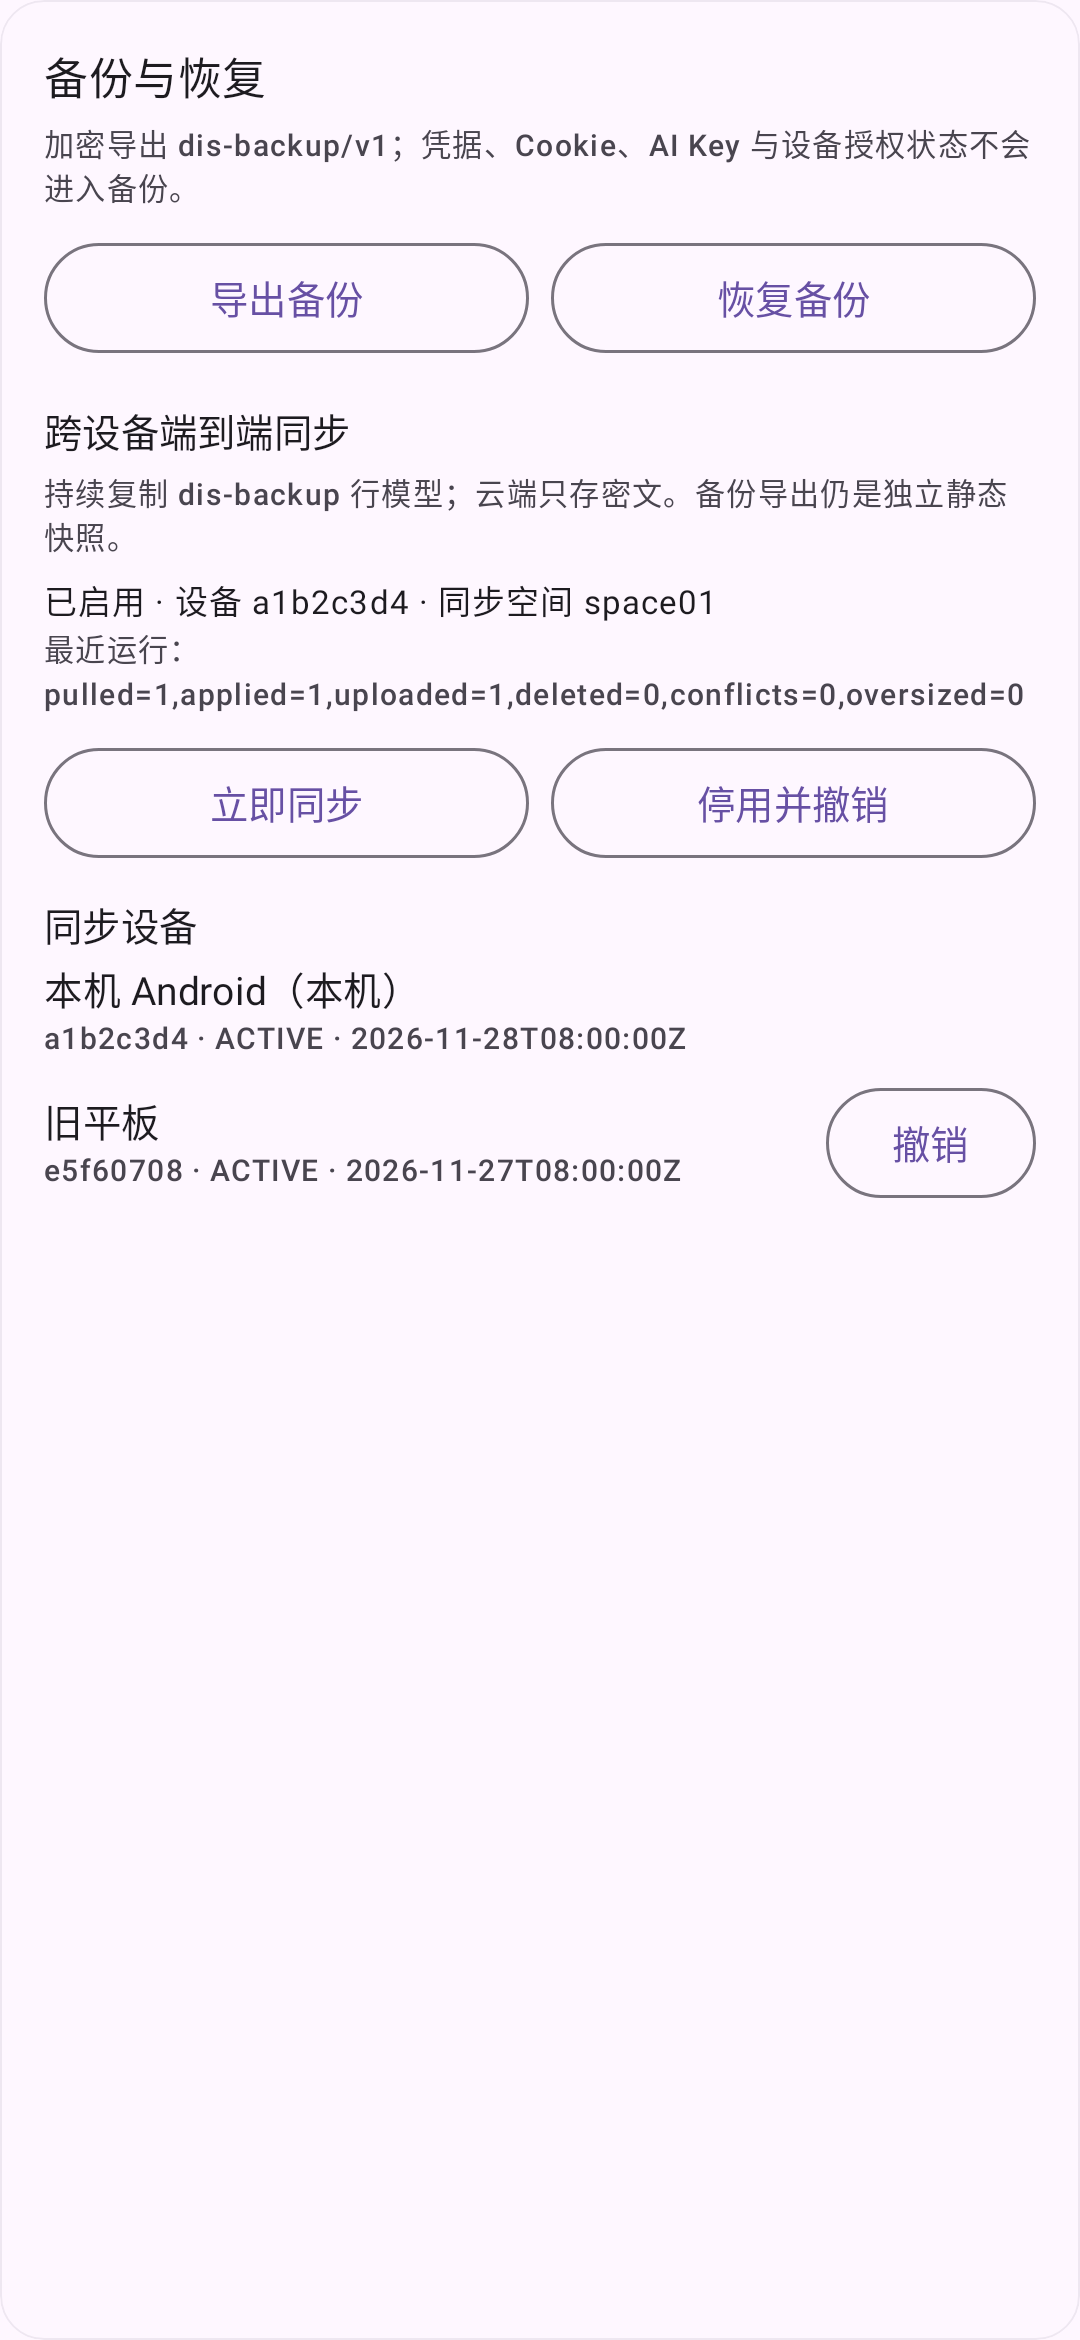 备份与恢复
加密导出 dis-backup/v1；凭据、Cookie、AI Key 与设备授权状态不会
进入备份。
导出备份
恢复备份
跨设备端到端同步
持续复制 dis-backup 行模型；云端只存密文。备份导出仍是独立静态
快照。
已启用 · 设备 a1b2c3d4 · 同步空间 space01
最近运行：
pulled=1,applied=1,uploaded=1,deleted=0,conflicts=0,oversized=0
立即同步
停用并撤销
同步设备
本机 Android（本机）
a1b2c3d4 · ACTIVE · 2026-11-28T08:00:00Z
旧平板
e5f60708 · ACTIVE · 2026-11-27T08:00:00Z
撤销